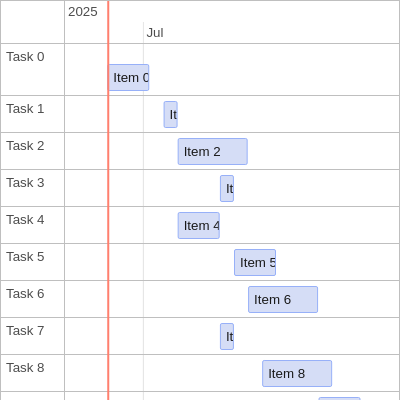 2025
Jul
Task 0
Item 0
Task 1
It
Task 2
Item 2
Task 3
It
Task 4
Item 4
Task 5
Item 5
Task 6
Item 6
Task 7
It
Task 8
Item 8